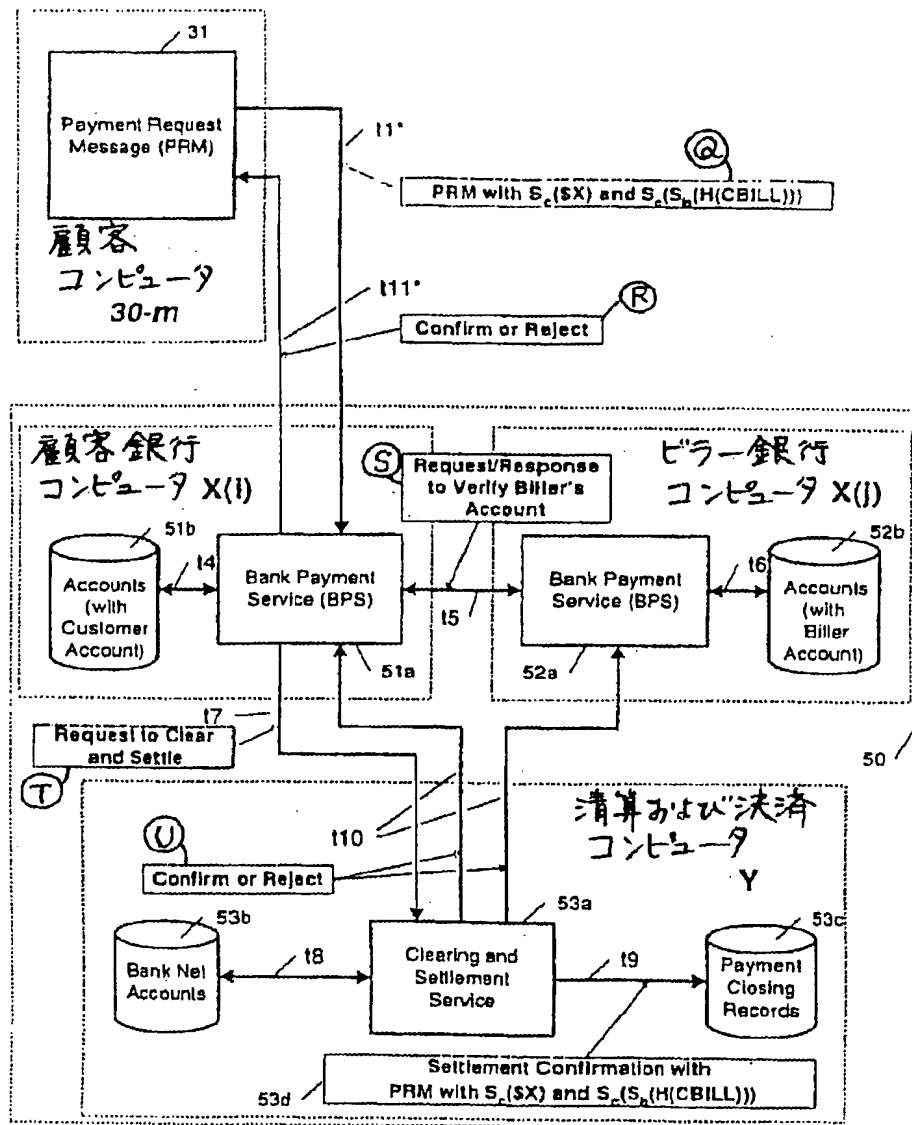 31
Payment Request
Message (PRM)
t1*
Q
PRM with S_c($X) and S_c(S_b(H(CBILL)))
顧客
コンピュータ
30-m
t11*
R
Confirm or Reject
顧客銀行
コンピュータ X(i)
S
Request/Response
to Verify Biller's
Account
ビラー銀行
コンピュータ X(j)
51b
t4
Accounts
(with
Customer
Account)
Bank Payment
Service (BPS)
51a
t5
Bank Payment
Service (BPS)
52a
t6
52b
Accounts
(with
Biller
Account)
t7
Request to Clear
and Settle
T
50
清算および決済
コンピュータ
Y
t10
U
Confirm or Reject
53b
Bank Net
Accounts
t8
53a
Clearing and
Settlement
Service
t9
53c
Payment
Closing
Records
53d
Settlement Confirmation with
PRM with S_c($X) and S_c(S_b(H(CBILL)))